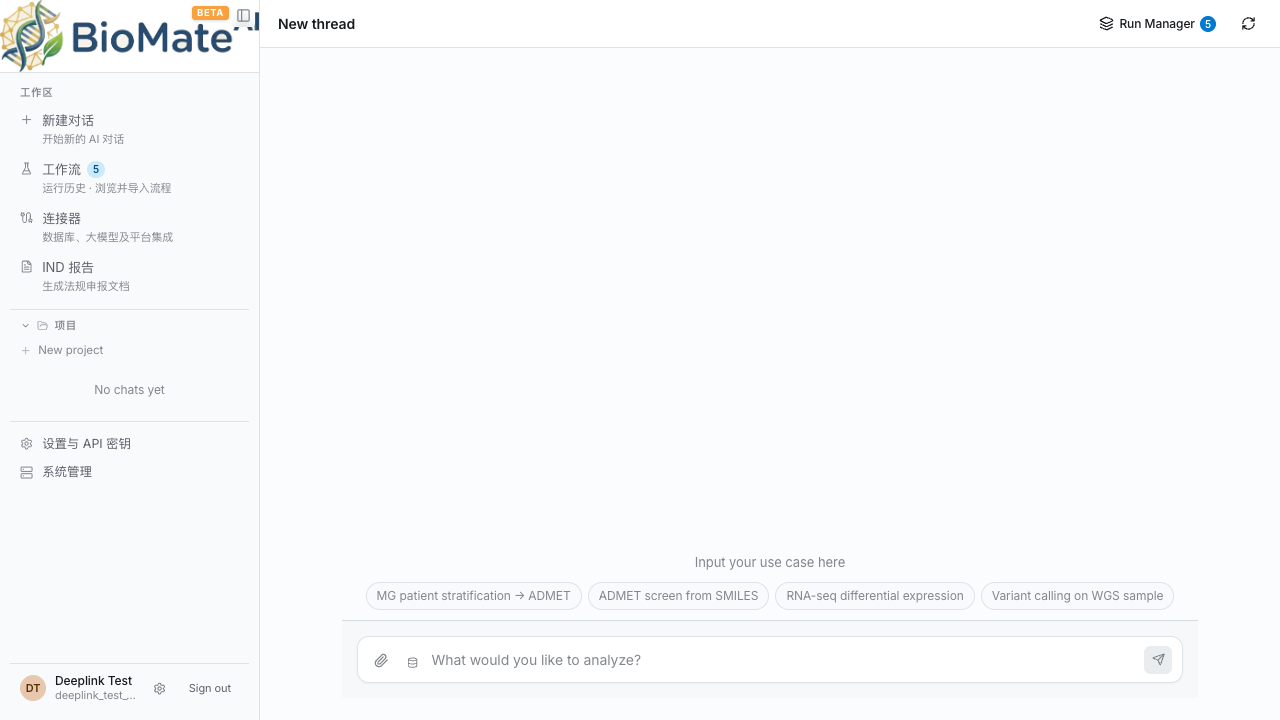 BioMate
BETA
工作区
新建对话
开始新的 AI 对话
工作流 5
运行历史 · 浏览并导入流程
连接器
数据库、大模型及平台集成
IND 报告
生成法规申报文档
项目
New project
No chats yet
设置与 API 密钥
系统管理
DT
Deeplink Test
deeplink_test_...
Sign out
New thread
Run Manager 5
Input your use case here
MG patient stratification → ADMET
ADMET screen from SMILES
RNA-seq differential expression
Variant calling on WGS sample
What would you like to analyze?